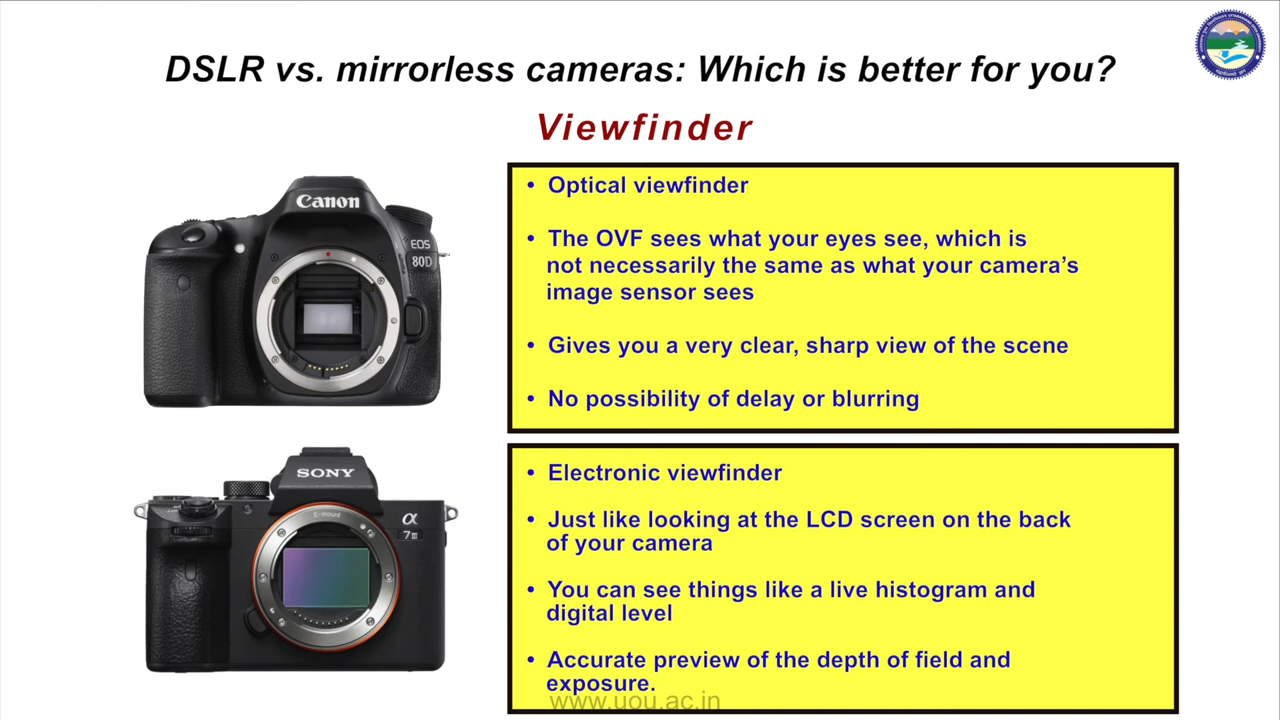 DSLR vs. mirrorless cameras: Which is better for you?
Viewfinder
Canon
EOS
80D
• Optical viewfinder
• The OVF sees what your eyes see, which is
not necessarily the same as what your camera's
image sensor sees
• Gives you a very clear, sharp view of the scene
• No possibility of delay or blurring
SONY
E-mount
α
7III
• Electronic viewfinder
• Just like looking at the LCD screen on the back
of your camera
• You can see things like a live histogram and
digital level
• Accurate preview of the depth of field and
exposure.
www.uou.ac.in